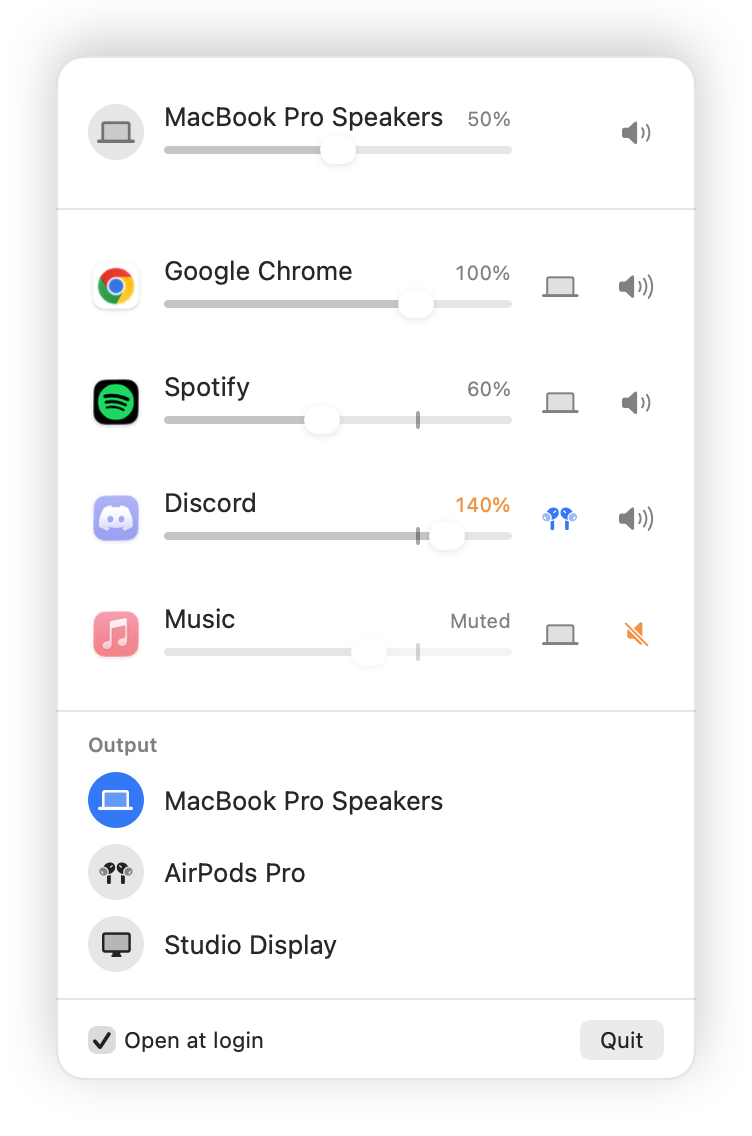 MacBook Pro Speakers 50%
Google Chrome 100%
Spotify 60%
Discord 140%
Music Muted
Output
MacBook Pro Speakers
AirPods Pro
Studio Display
Open at login Quit